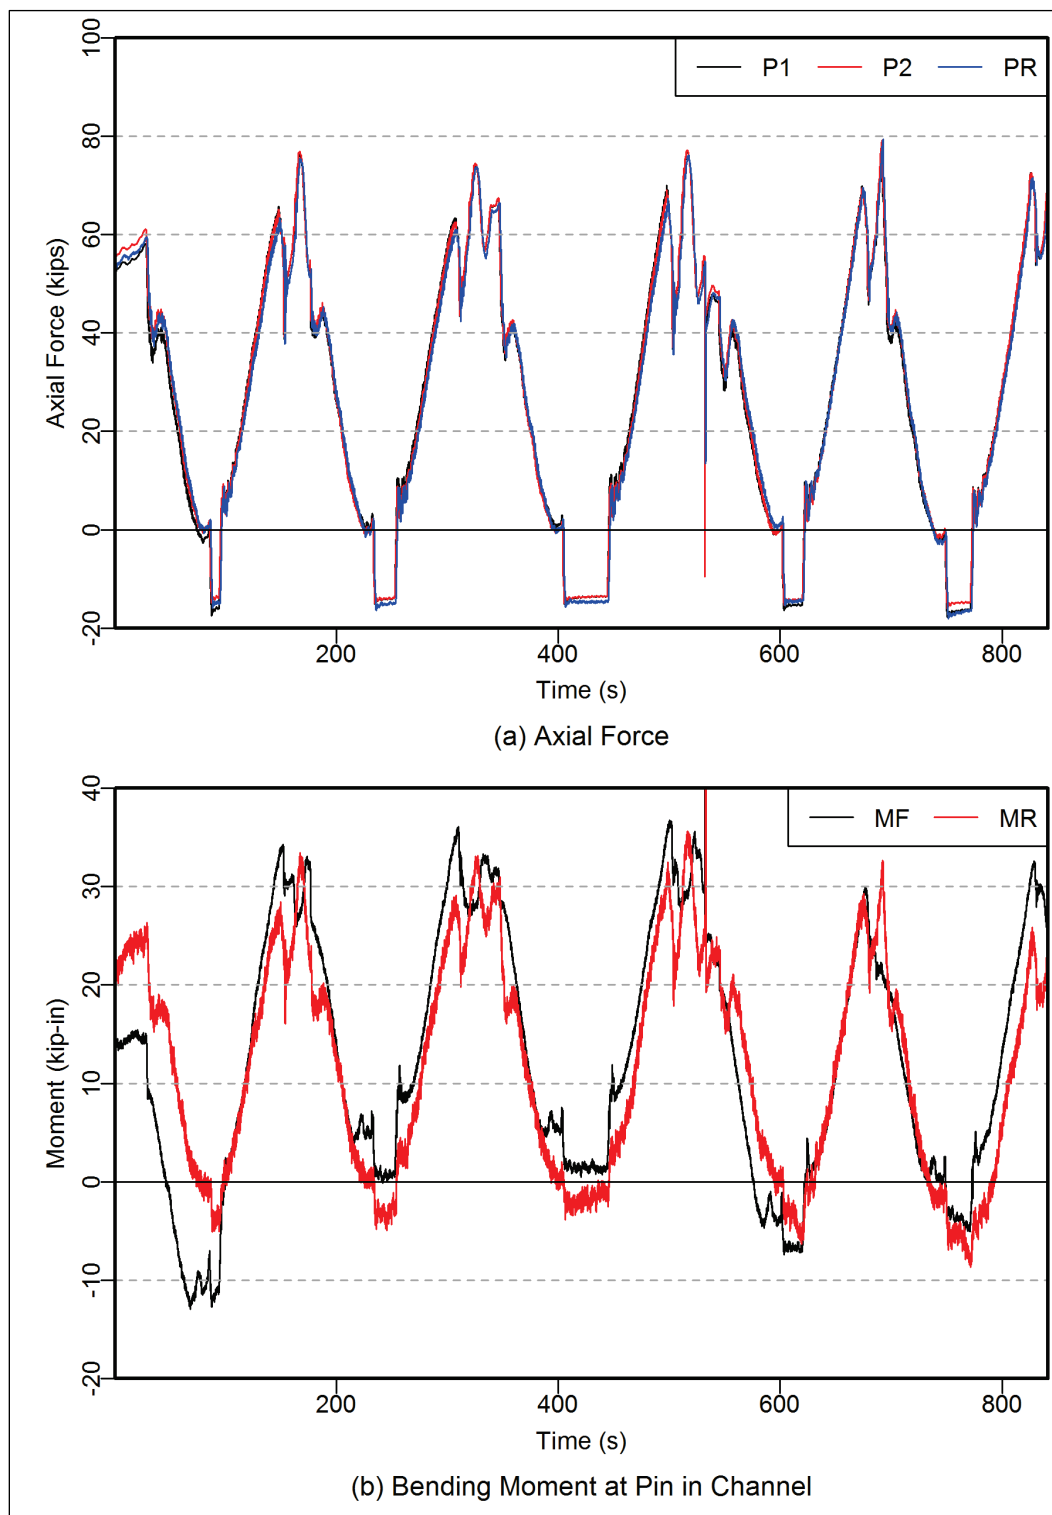 100
80
60
40
20
0
-20
Axial Force (kips)
P1 P2 PR
200 400 600 800
Time (s)
(a) Axial Force
40
30
20
10
0
-10
-20
Moment (kip-in)
MF MR
200 400 600 800
Time (s)
(b) Bending Moment at Pin in Channel